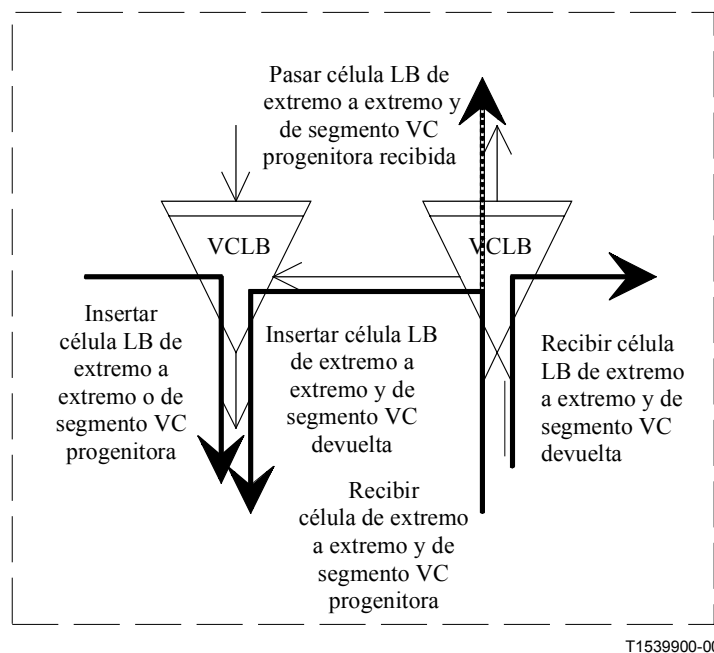 Pasar célula LB de
extremo a extremo y
de segmento VC
progenitora recibida
VCLB
VCLB
Insertar
célula LB de
extremo a
extremo o de
segmento VC
progenitora
Insertar célula LB
de extremo a
extremo y de
segmento VC
devuelta
Recibir célula
LB de extremo
a extremo y de
segmento VC
devuelta
Recibir
célula de extremo
a extremo y de
segmento VC
progenitora
T1539900-00